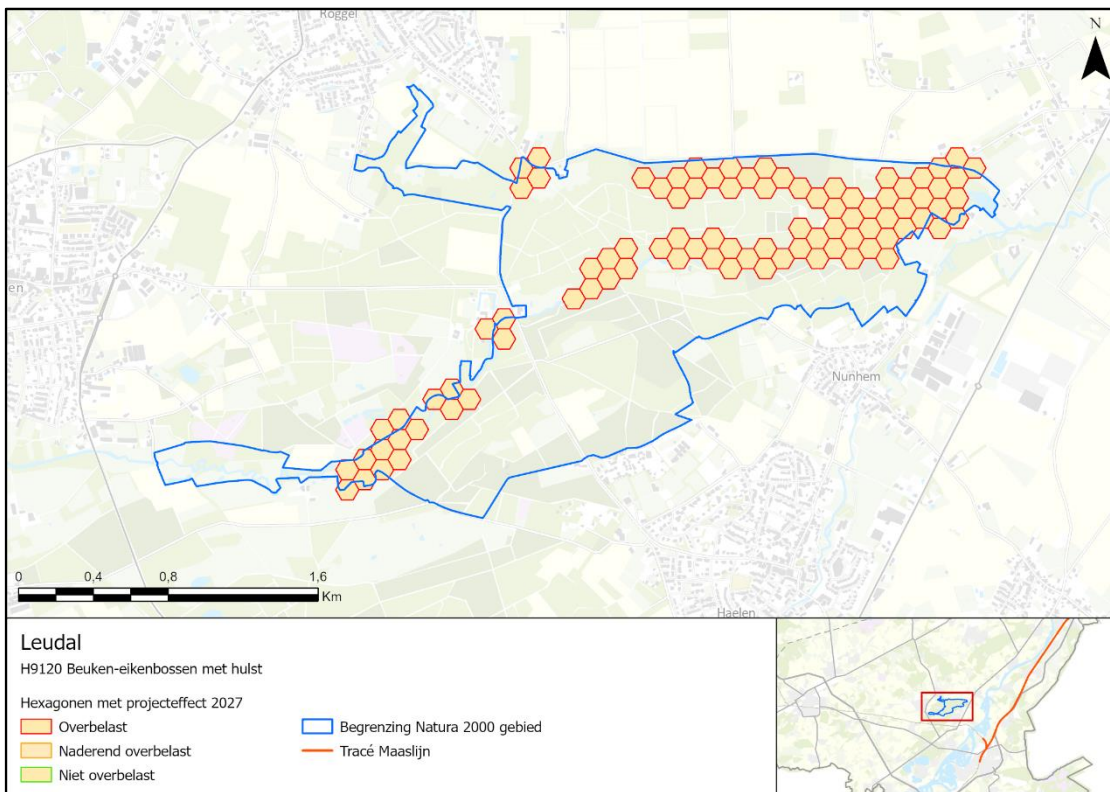 Roggel
N
en
Nunhem
Haelen
0 0,4 0,8 1,6
Km
Leudal
H9120 Beuken-eikenbossen met hulst
Hexagonen met projecteffect 2027
Overbelast
Naderend overbelast
Niet overbelast
Begrenzing Natura 2000 gebied
Tracé Maaslijn